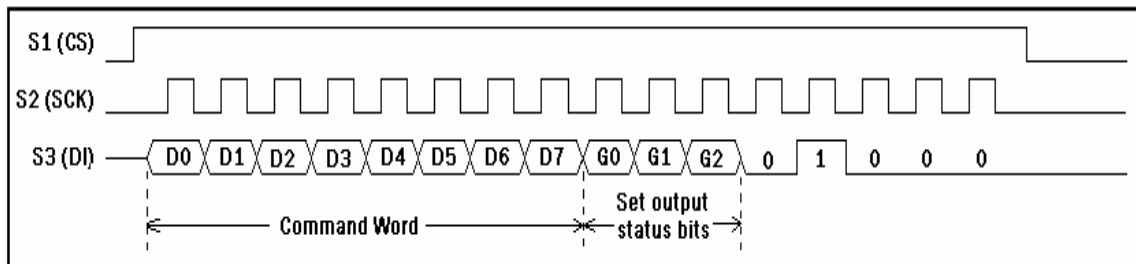 S1 (CS)
S2 (SCK)
S3 (DI) D0 D1 D2 D3 D4 D5 D6 D7 G0 G1 G2 0 1 0 0 0
Command Word
Set output
status bits